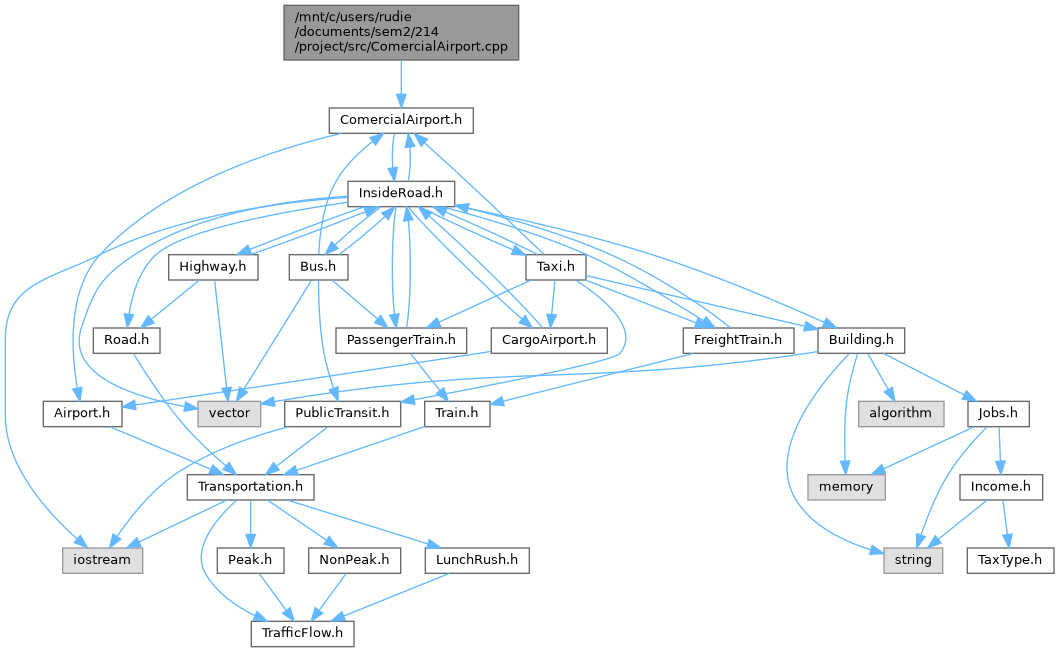 /mnt/c/users/rudie
/documents/sem2/214
/project/src/ComercialAirport.cpp
ComercialAirport.h
InsideRoad.h
Highway.h
Bus.h
Taxi.h
Road.h
PassengerTrain.h
CargoAirport.h
FreightTrain.h
Building.h
Airport.h
vector
PublicTransit.h
Train.h
algorithm
Jobs.h
Transportation.h
memory
Income.h
iostream
Peak.h
NonPeak.h
LunchRush.h
string
TaxType.h
TrafficFlow.h